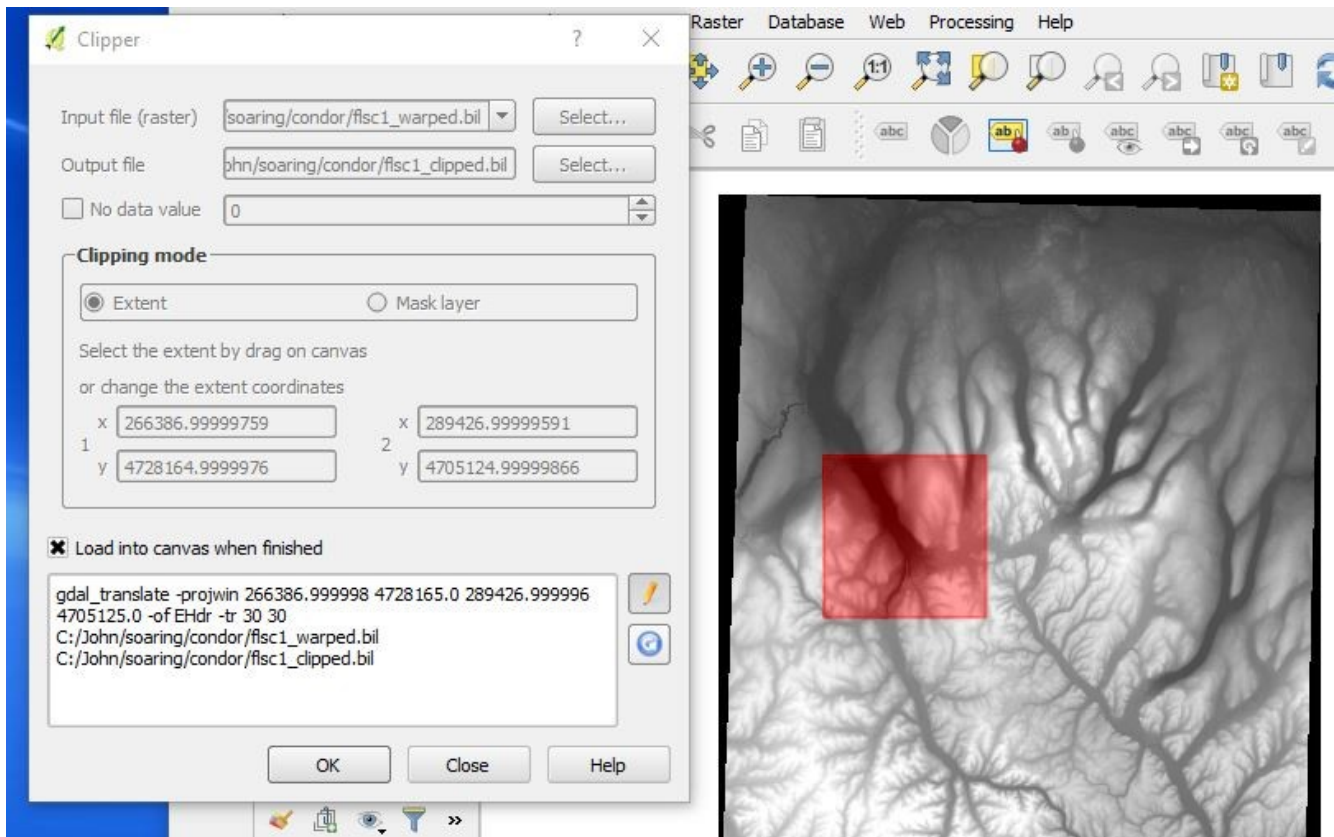 Clipper
?
Raster Database Web Processing Help
Input file (raster)
soaring/condor/flsc1_warped.bil
Select...
Output file
ohn/soaring/condor/flsc1_clipped.bil
Select...
No data value
0
Clipping mode
Extent
Mask layer
Select the extent by drag on canvas
or change the extent coordinates
1
x 266386.99999759
y 4728164.9999976
2
x 289426.99999591
y 4705124.99999866
Load into canvas when finished
gdal_translate -projwin 266386.999998 4728165.0 289426.999996
4705125.0 -of EHdr -tr 30 30
C:/John/soaring/condor/flsc1_warped.bil
C:/John/soaring/condor/flsc1_clipped.bil
OK
Close
Help
1:1
abc
ab
ab
abc
abc
abc
abc
»